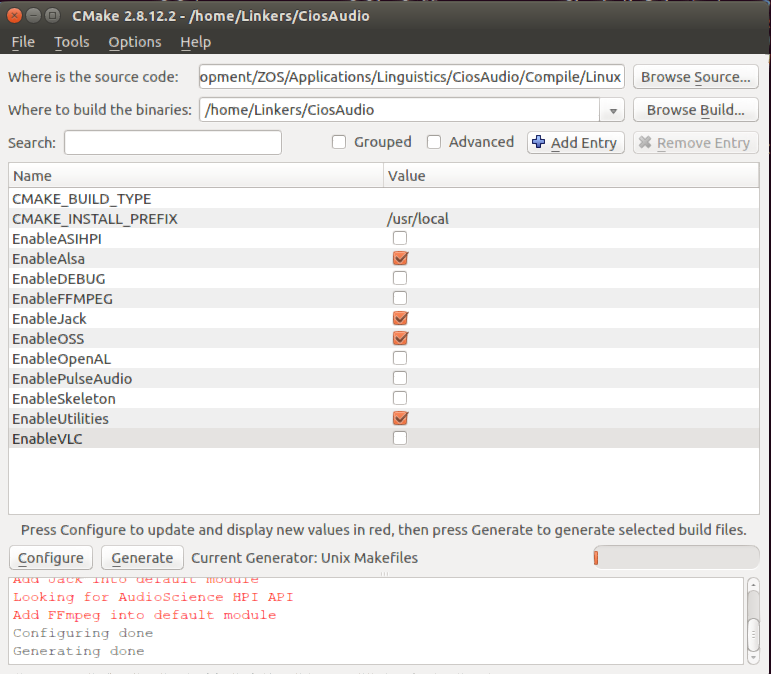 CMake 2.8.12.2 - /home/Linkers/CiosAudio
File Tools Options Help
Where is the source code: opment/ZOS/Applications/Linguistics/CiosAudio/Compile/Linux Browse Source...
Where to build the binaries: /home/Linkers/CiosAudio Browse Build...
Search: Grouped Advanced Add Entry Remove Entry
Name Value
CMAKE_BUILD_TYPE
CMAKE_INSTALL_PREFIX /usr/local
EnableASIHPI
EnableAlsa
EnableDEBUG
EnableFFMPEG
EnableJack
EnableOSS
EnableOpenAL
EnablePulseAudio
EnableSkeleton
EnableUtilities
EnableVLC
Press Configure to update and display new values in red, then press Generate to generate selected build files.
Configure Generate Current Generator: Unix Makefiles
Add Jack into default module
Looking for AudioScience HPI API
Add FFmpeg into default module
Configuring done
Generating done